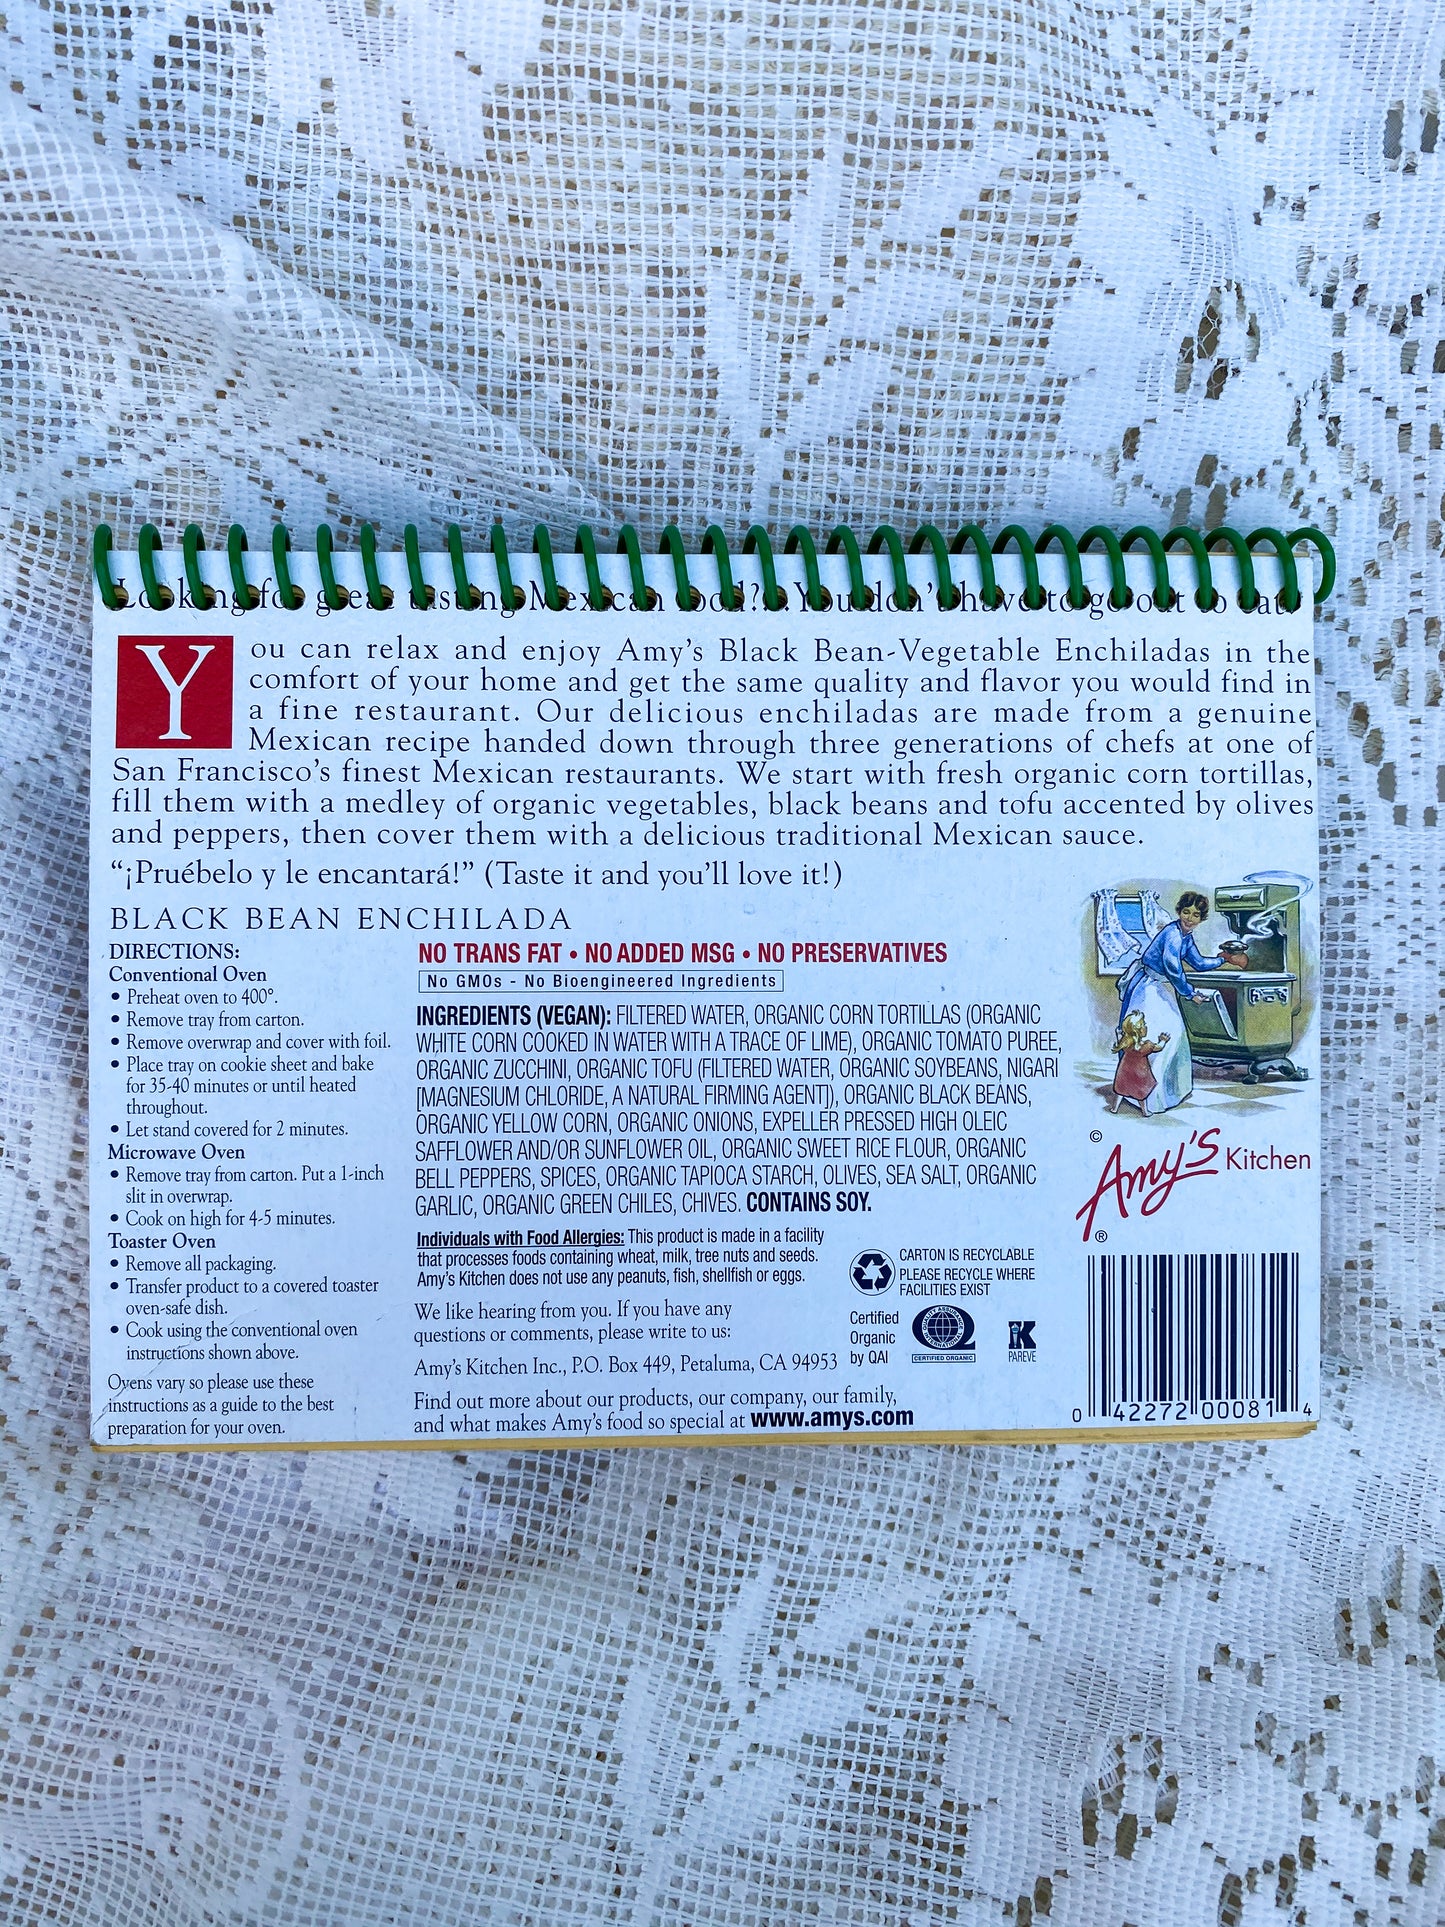 Looking for great tasting Mexican food?... You don't have to go out to eat!
You can relax and enjoy Amy's Black Bean-Vegetable Enchiladas in the
comfort of your home and get the same quality and flavor you would find in
a fine restaurant. Our delicious enchiladas are made from a genuine
Mexican recipe handed down through three generations of chefs at one of
San Francisco's finest Mexican restaurants. We start with fresh organic corn tortillas,
fill them with a medley of organic vegetables, black beans and tofu accented by olives
and peppers, then cover them with a delicious traditional Mexican sauce.
“¡Pruébelo y le encantará!” (Taste it and you'll love it!)
BLACK BEAN ENCHILADA
DIRECTIONS:
Conventional Oven
• Preheat oven to 400°.
• Remove tray from carton.
• Remove overwrap and cover with foil.
• Place tray on cookie sheet and bake
for 35-40 minutes or until heated
throughout.
• Let stand covered for 2 minutes.
Microwave Oven
• Remove tray from carton. Put a 1-inch
slit in overwrap.
• Cook on high for 4-5 minutes.
Toaster Oven
• Remove all packaging.
• Transfer product to a covered toaster
oven-safe dish.
• Cook using the conventional oven
instructions shown above.
Ovens vary so please use these
instructions as a guide to the best
preparation for your oven.
NO TRANS FAT • NO ADDED MSG • NO PRESERVATIVES
No GMOs - No Bioengineered Ingredients
INGREDIENTS (VEGAN): FILTERED WATER, ORGANIC CORN TORTILLAS (ORGANIC
WHITE CORN COOKED IN WATER WITH A TRACE OF LIME), ORGANIC TOMATO PUREE,
ORGANIC ZUCCHINI, ORGANIC TOFU (FILTERED WATER, ORGANIC SOYBEANS, NIGARI
[MAGNESIUM CHLORIDE, A NATURAL FIRMING AGENT]), ORGANIC BLACK BEANS,
ORGANIC YELLOW CORN, ORGANIC ONIONS, EXPELLER PRESSED HIGH OLEIC
SAFFLOWER AND/OR SUNFLOWER OIL, ORGANIC SWEET RICE FLOUR, ORGANIC
BELL PEPPERS, SPICES, ORGANIC TAPIOCA STARCH, OLIVES, SEA SALT, ORGANIC
GARLIC, ORGANIC GREEN CHILES, CHIVES. CONTAINS SOY.
Individuals with Food Allergies: This product is made in a facility
that processes foods containing wheat, milk, tree nuts and seeds.
Amy's Kitchen does not use any peanuts, fish, shellfish or eggs.
We like hearing from you. If you have any
questions or comments, please write to us:
Amy's Kitchen Inc., P.O. Box 449, Petaluma, CA 94953
Find out more about our products, our company, our family,
and what makes Amy's food so special at www.amys.com
CARTON IS RECYCLABLE
PLEASE RECYCLE WHERE
FACILITIES EXIST
Certified
Organic
by QAI
QUALITY ASSURANCE
INTERNATIONAL
CERTIFIED ORGANIC
K
PAREVE
©
Amy's Kitchen
®
0 42272 00081 4